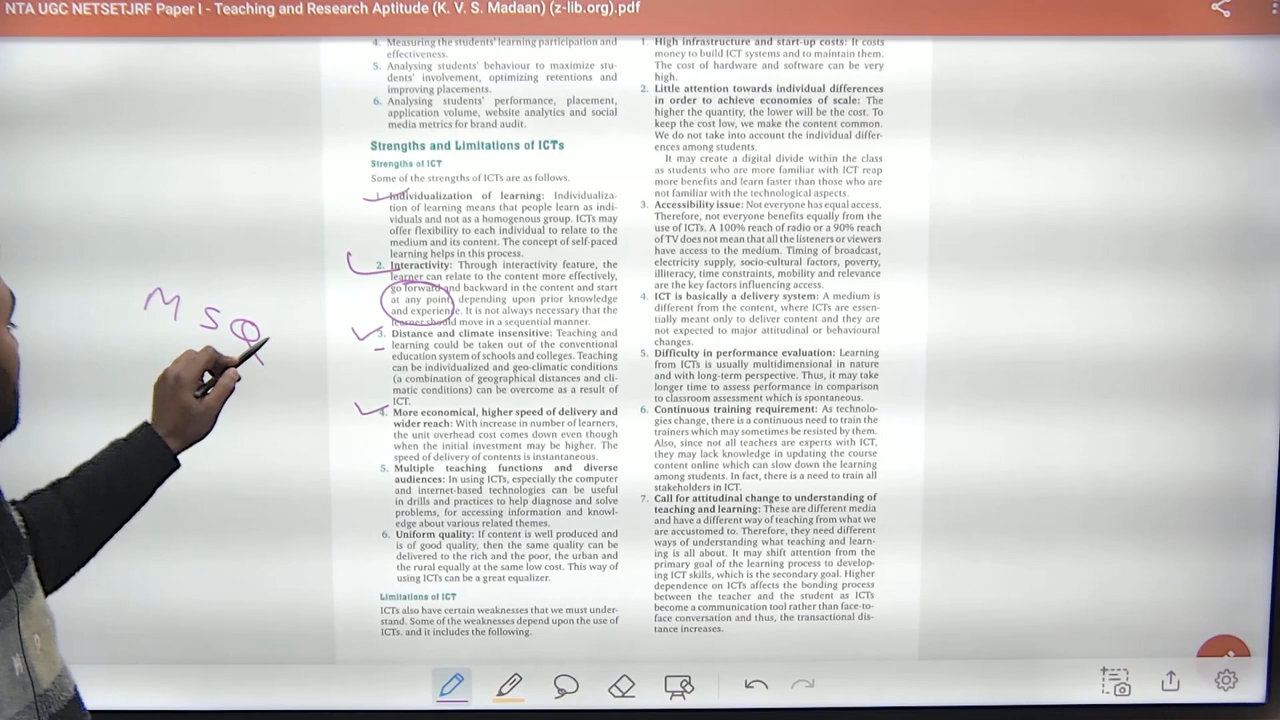 NTA UGC NETSETJRF Paper I - Teaching and Research Aptitude (K. V. S. Madaan) (z-lib.org).pdf
4. Measuring the students' learning participation and
effectiveness.
5. Analysing students' behaviour to maximize stu-
dents' involvement, optimizing retentions and
improving placements.
6. Analysing students' performance, placement,
application volume, website analytics and social
media metrics for brand audit.
Strengths and Limitations of ICTs
Strengths of ICT
Some of the strengths of ICTs are as follows.
1. Individualization of learning: Individualiza-
tion of learning means that people learn as indi-
viduals and not as a homogenous group. ICTs may
offer flexibility to each individual to relate to the
medium and its content. The concept of self-paced
learning helps in this process.
2. Interactivity: Through interactivity feature, the
learner can relate to the content more effectively,
go forward and backward in the content and start
at any point, depending upon prior knowledge
and experience. It is not always necessary that the
learner should move in a sequential manner.
3. Distance and climate insensitive: Teaching and
learning could be taken out of the conventional
education system of schools and colleges. Teaching
can be individualized and geo-climatic conditions
(a combination of geographical distances and cli-
matic conditions) can be overcome as a result of
ICT.
4. More economical, higher speed of delivery and
wider reach: With increase in number of learners,
the unit overhead cost comes down even though
when the initial investment may be higher. The
speed of delivery of contents is instantaneous.
5. Multiple teaching functions and diverse
audiences: In using ICTs, especially the computer
and internet-based technologies can be useful
in drills and practices to help diagnose and solve
problems, for accessing information and knowl-
edge about various related themes.
6. Uniform quality: If content is well produced and
is of good quality, then the same quality can be
delivered to the rich and the poor, the urban and
the rural equally at the same low cost. This way of
using ICTs can be a great equalizer.
Limitations of ICT
ICTs also have certain weaknesses that we must under-
stand. Some of the weaknesses depend upon the use of
ICTs. and it includes the following.
1. High infrastructure and start-up costs: It costs
money to build ICT systems and to maintain them.
The cost of hardware and software can be very
high.
2. Little attention towards individual differences
in order to achieve economies of scale: The
higher the quantity, the lower will be the cost. To
keep the cost low, we make the content common.
We do not take into account the individual differ-
ences among students.
It may create a digital divide within the class
as students who are more familiar with ICT reap
more benefits and learn faster than those who are
not familiar with the technological aspects.
3. Accessibility issue: Not everyone has equal access.
Therefore, not everyone benefits equally from the
use of ICTs. A 100% reach of radio or a 90% reach
of TV does not mean that all the listeners or viewers
have access to the medium. Timing of broadcast,
electricity supply, socio-cultural factors, poverty,
illiteracy, time constraints, mobility and relevance
are the key factors influencing access.
4. ICT is basically a delivery system: A medium is
different from the content, where ICTs are essen-
tially meant only to deliver content and they are
not expected to major attitudinal or behavioural
changes.
5. Difficulty in performance evaluation: Learning
from ICTs is usually multidimensional in nature
and with long-term perspective. Thus, it may take
longer time to assess performance in comparison
to classroom assessment which is spontaneous.
6. Continuous training requirement: As technolo-
gies change, there is a continuous need to train the
trainers which may sometimes be resisted by them.
Also, since not all teachers are experts with ICT,
they may lack knowledge in updating the course
content online which can slow down the learning
among students. In fact, there is a need to train all
stakeholders in ICT.
7. Call for attitudinal change to understanding of
teaching and learning: These are different media
and have a different way of teaching from what we
are accustomed to. Therefore, they need different
ways of understanding what teaching and learn-
ing is all about. It may shift attention from the
primary goal of the learning process to develop-
ing ICT skills, which is the secondary goal. Higher
dependence on ICTs affects the bonding process
between the teacher and the student as ICTs
become a communication tool rather than face-to-
face conversation and thus, the transactional dis-
tance increases.
M S Q